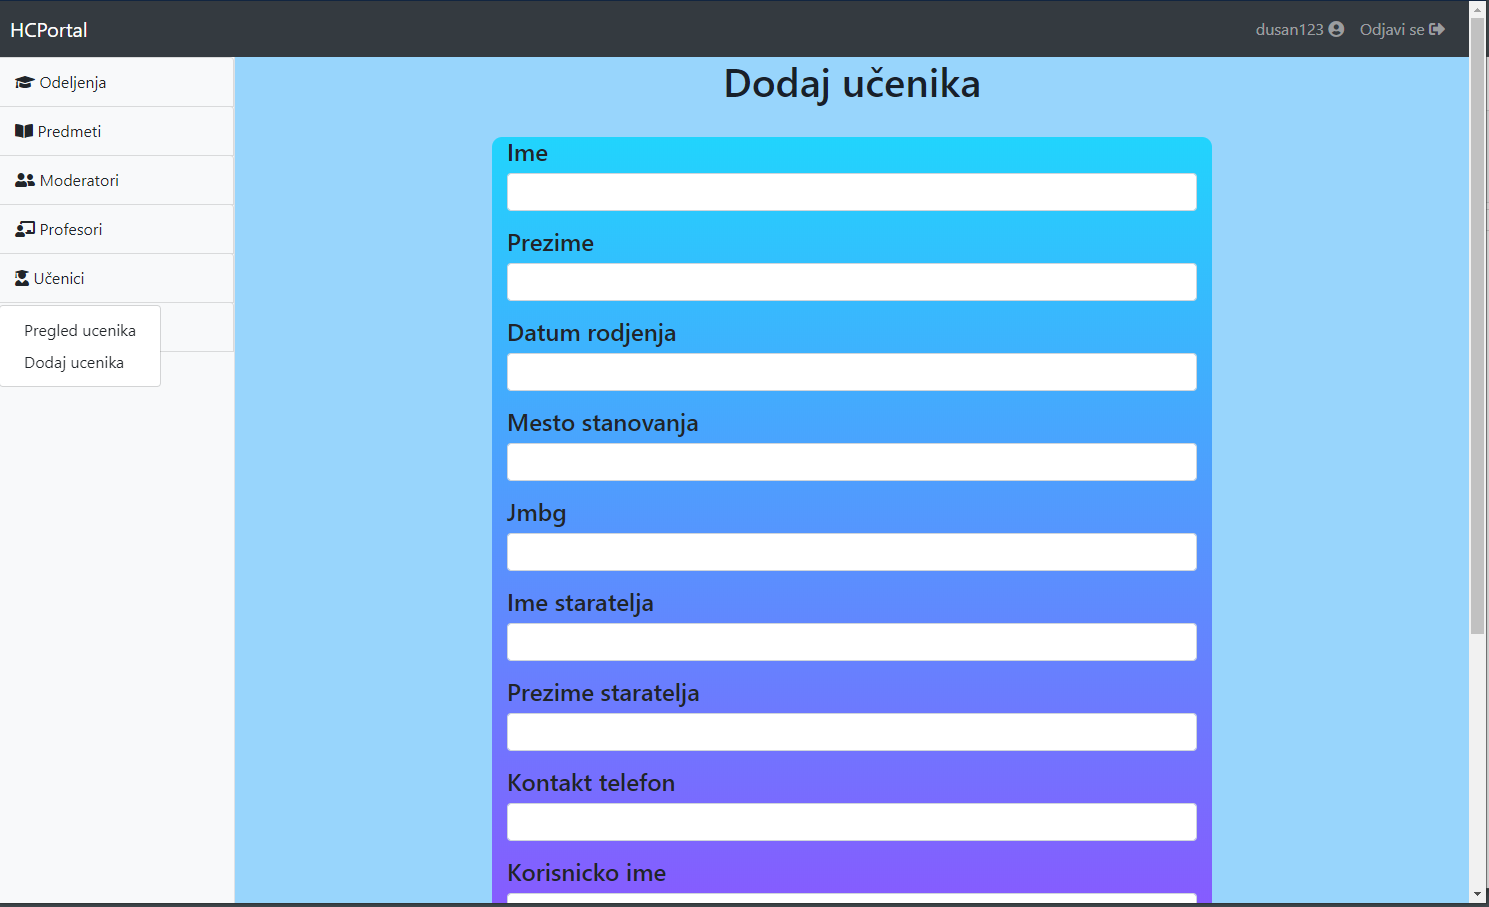 HCPortal
dusan123
Odjavi se
Odeljenja
Predmeti
Moderatori
Profesori
Učenici
Pregled ucenika
Dodaj ucenika
Dodaj učenika
Ime
Prezime
Datum rodjenja
Mesto stanovanja
Jmbg
Ime staratelja
Prezime staratelja
Kontakt telefon
Korisnicko ime